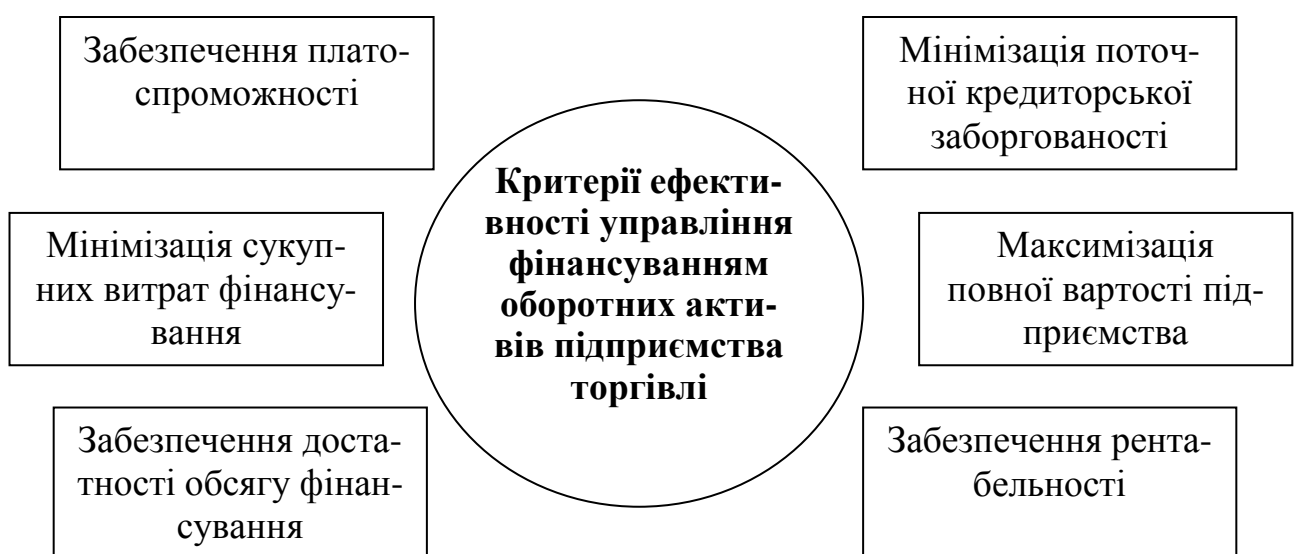 Забезпечення плато-
спроможності
Мінімізація сукуп-
них витрат фінансу-
вання
Забезпечення доста-
тності обсягу фінан-
сування
Критерії ефекти-
вності управління
фінансуванням
оборотних акти-
вів підприємства
торгівлі
Мінімізація поточ-
ної кредиторської
заборгованості
Максимізація
повної вартості під-
приємства
Забезпечення рента-
бельності